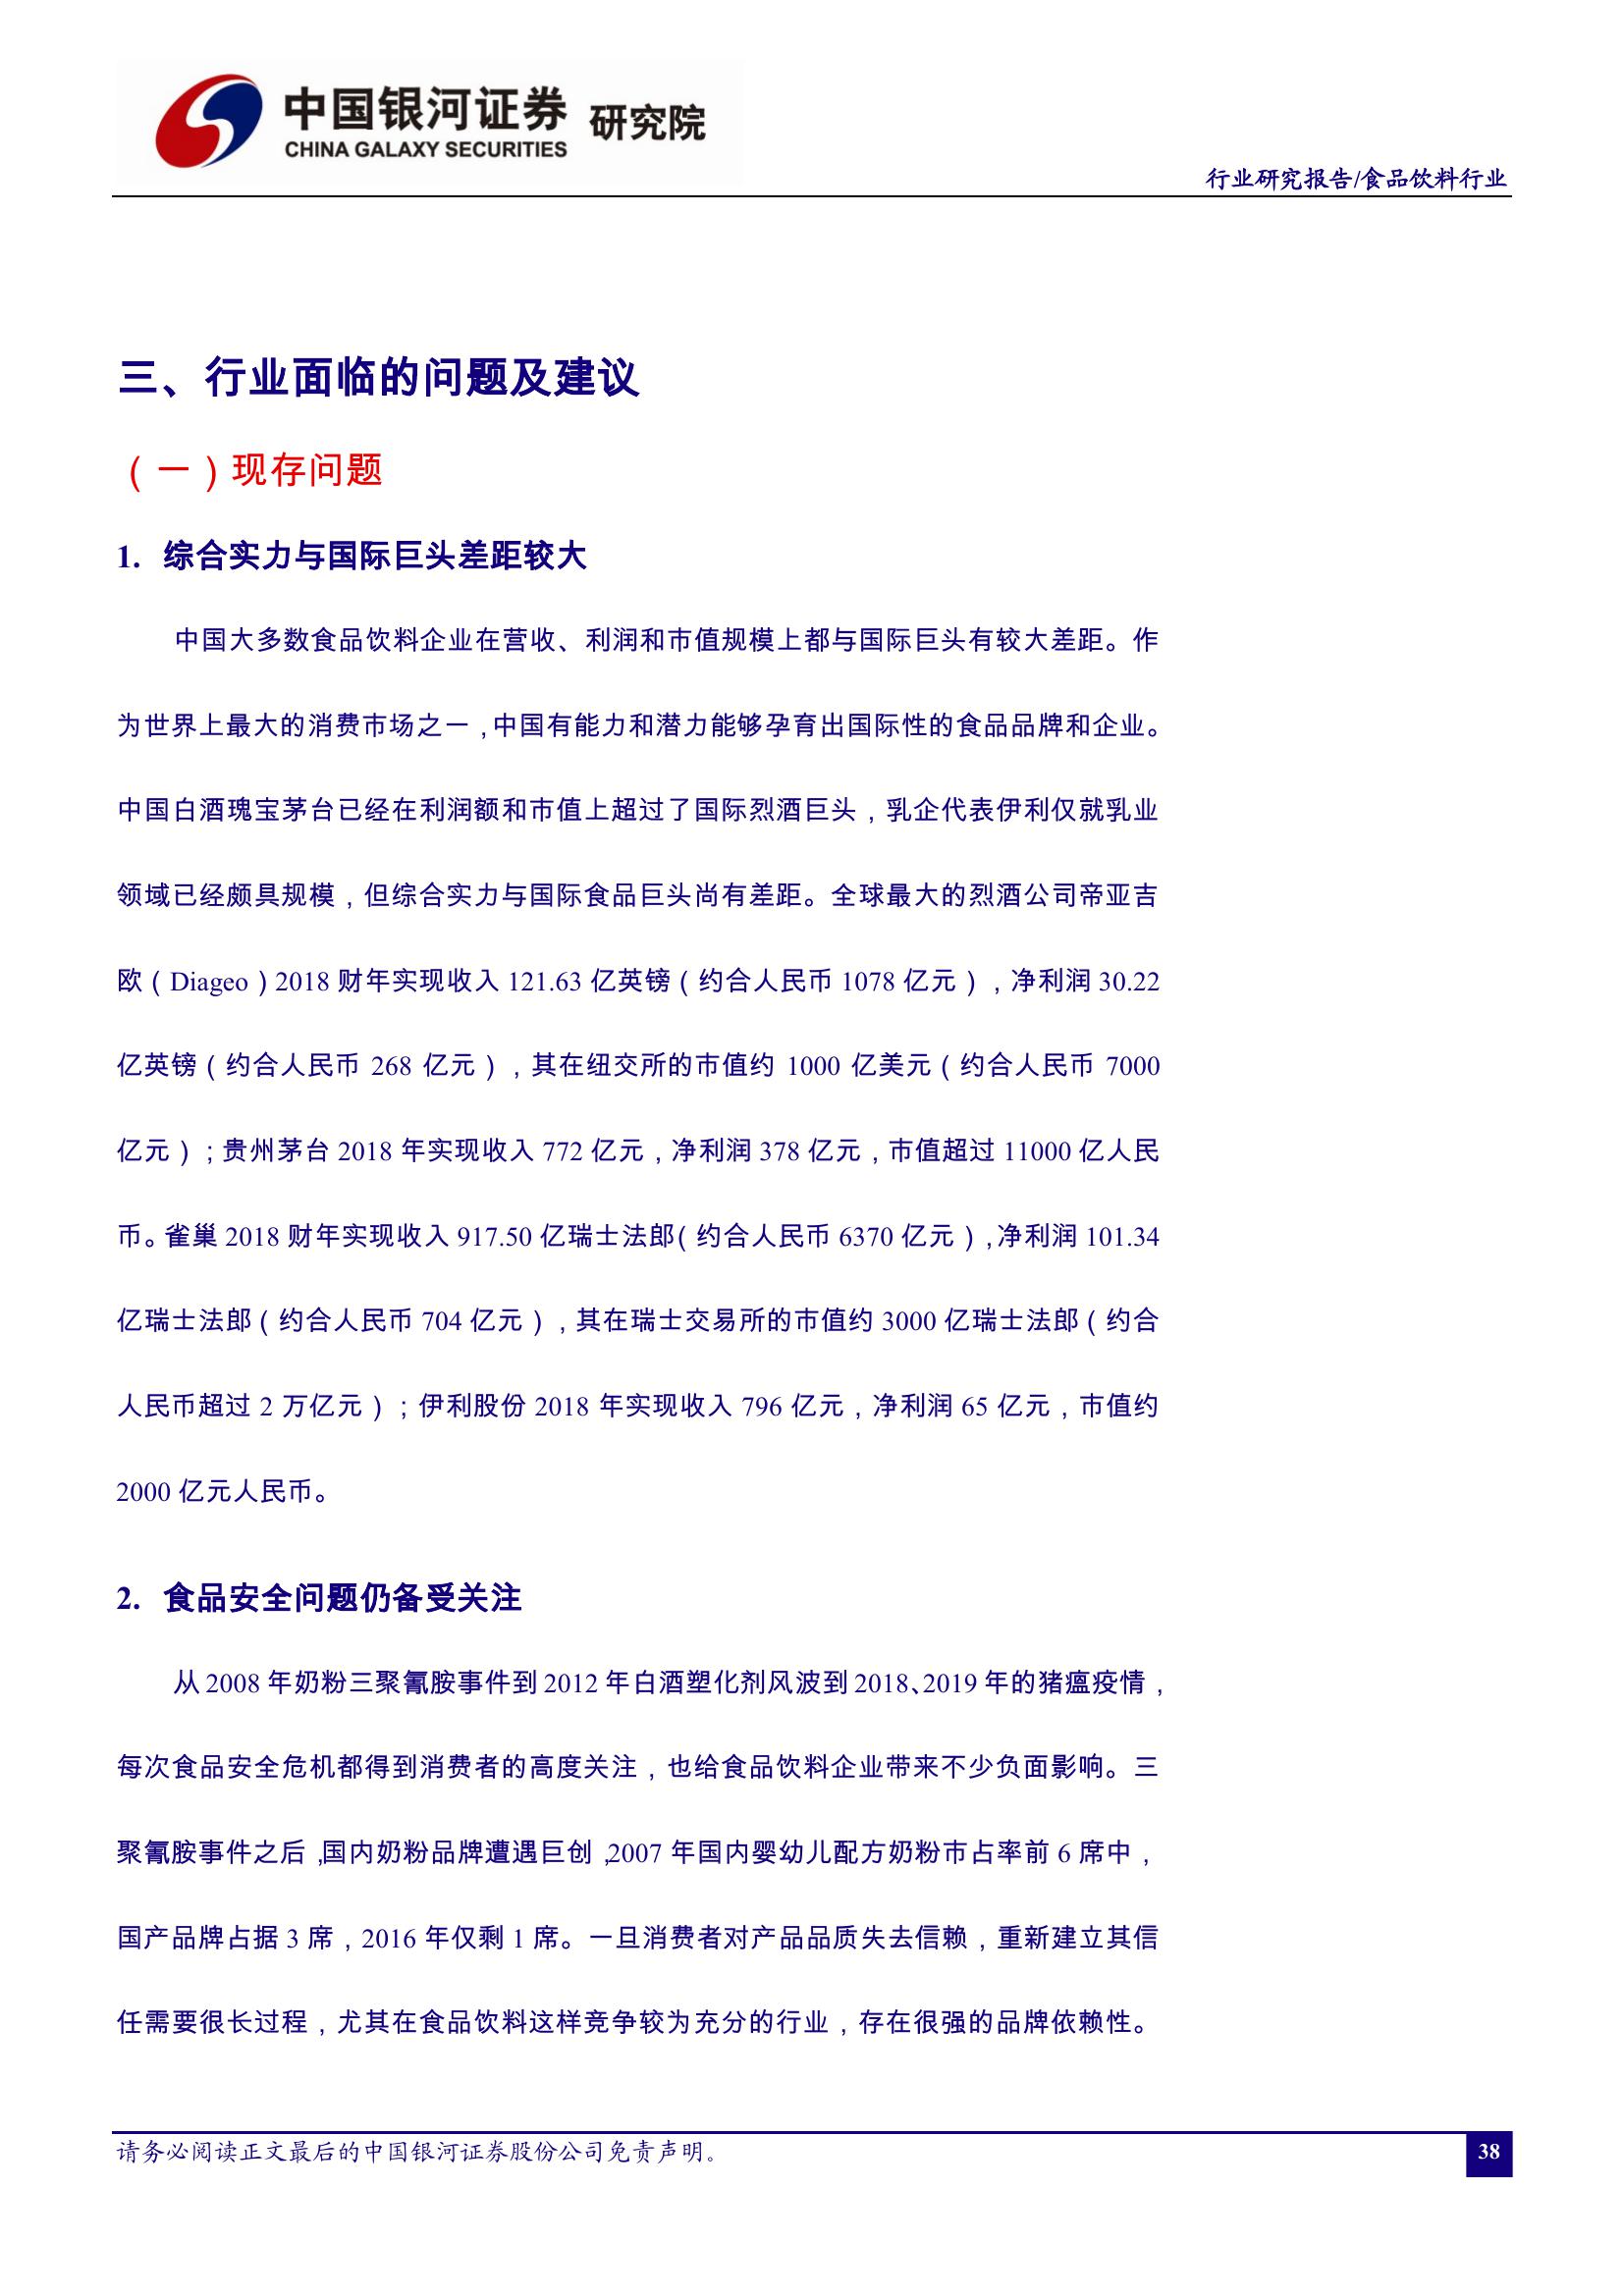 中国银河证券 研究院
CHINA GALAXY SECURITIES
行业研究报告/食品饮料行业
三、行业面临的问题及建议
（一）现存问题
1. 综合实力与国际巨头差距较大
中国大多数食品饮料企业在营收、利润和市值规模上都与国际巨头有较大差距。作
为世界上最大的消费市场之一，中国有能力和潜力能够孕育出国际性的食品品牌和企业。
中国白酒瑰宝茅台已经在利润额和市值上超过了国际烈酒巨头，乳企代表伊利仅就乳业
领域已经颇具规模，但综合实力与国际食品巨头尚有差距。全球最大的烈酒公司帝亚吉
欧（Diageo）2018 财年实现收入 121.63 亿英镑（约合人民币 1078 亿元），净利润 30.22
亿英镑（约合人民币 268 亿元），其在纽交所的市值约 1000 亿美元（约合人民币 7000
亿元）；贵州茅台 2018 年实现收入 772 亿元，净利润 378 亿元，市值超过 11000 亿人民
币。雀巢 2018 财年实现收入 917.50 亿瑞士法郎（约合人民币 6370 亿元），净利润 101.34
亿瑞士法郎（约合人民币 704 亿元），其在瑞士交易所的市值约 3000 亿瑞士法郎（约合
人民币超过 2 万亿元）；伊利股份 2018 年实现收入 796 亿元，净利润 65 亿元，市值约
2000 亿元人民币。
2. 食品安全问题仍备受关注
从 2008 年奶粉三聚氰胺事件到 2012 年白酒塑化剂风波到 2018、2019 年的猪瘟疫情，
每次食品安全危机都得到消费者的高度关注，也给食品饮料企业带来不少负面影响。三
聚氰胺事件之后，国内奶粉品牌遭遇巨创，2007 年国内婴幼儿配方奶粉市占率前 6 席中，
国产品牌占据 3 席，2016 年仅剩 1 席。一旦消费者对产品品质失去信赖，重新建立其信
任需要很长过程，尤其在食品饮料这样竞争较为充分的行业，存在很强的品牌依赖性。
请务必阅读正文最后的中国银河证券股份公司免责声明。
38